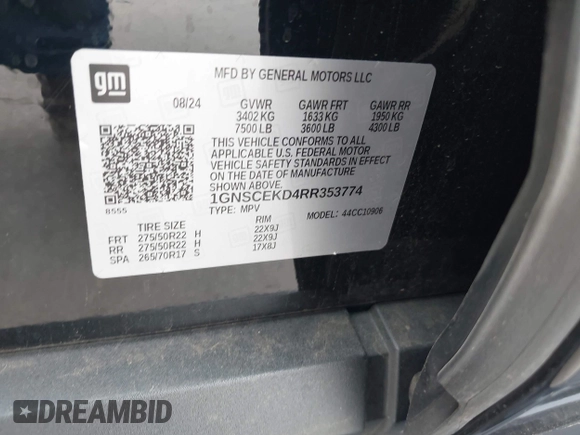 gm
MFD BY GENERAL MOTORS LLC
08/24 GVWR GAWR FRT GAWR RR
3402 KG 1633 KG 1950 KG
7500 LB 3600 LB 4300 LB
THIS VEHICLE CONFORMS TO ALL
APPLICABLE U.S. FEDERAL MOTOR
VEHICLE SAFETY STANDARDS IN EFFECT
ON THE DATE OF MANUFACTURE
SHOWN ABOVE.
1GNSCEKD4RR353774
8555 TYPE: MPV MODEL: 44CC10906
TIRE SIZE RIM
FRT 275/50R22 H 22X9J
RR 275/50R22 H 22X9J
SPA 265/70R17 S 17X8J
DREAMBID